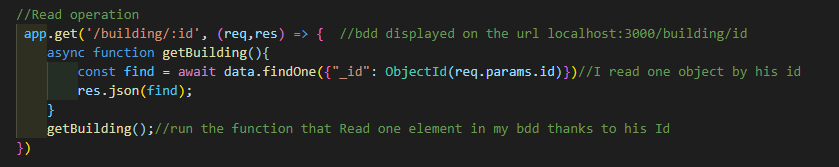 //Read operation
app.get('/building/:id', (req,res) => {  //bdd displayed on the url localhost:3000/building/id
async function getBuilding(){
const find = await data.findOne({"_id": ObjectId(req.params.id)})//I read one object by his id
res.json(find);
}
getBuilding();//run the function that Read one element in my bdd thanks to his Id
})